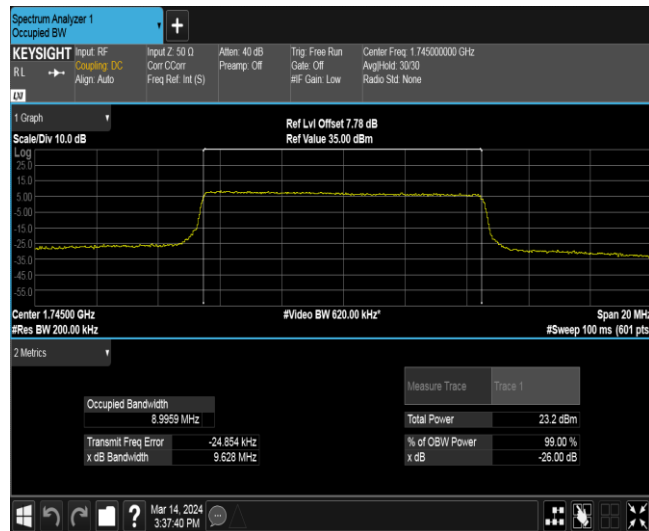 Spectrum Analyzer 1
Occupied BW
+
KEYSIGHT Input: RF Input Z: 50 Ω Atten: 40 dB Trig: Free Run Center Freq: 1.745000000 GHz
RL Coupling: DC Corr CCorr Preamp: Off Gate: Off Avg|Hold: 30/30
Align: Auto Freq Ref: Int (S) #IF Gain: Low Radio Std: None
LXI
1 Graph
Ref Lvl Offset 7.78 dB
Scale/Div 10.0 dB Ref Value 35.00 dBm
Log
25.0
15.0
5.00
-5.00
-15.0
-25.0
-35.0
-45.0
-55.0
Center 1.74500 GHz #Video BW 620.00 kHz* Span 20 MHz
#Res BW 200.00 kHz #Sweep 100 ms (601 pts
2 Metrics
Measure Trace Trace 1
Occupied Bandwidth
8.9959 MHz
Total Power 23.2 dBm
Transmit Freq Error -24.854 kHz % of OBW Power 99.00 %
x dB Bandwidth 9.628 MHz x dB -26.00 dB
? Mar 14, 2024
3:37:40 PM